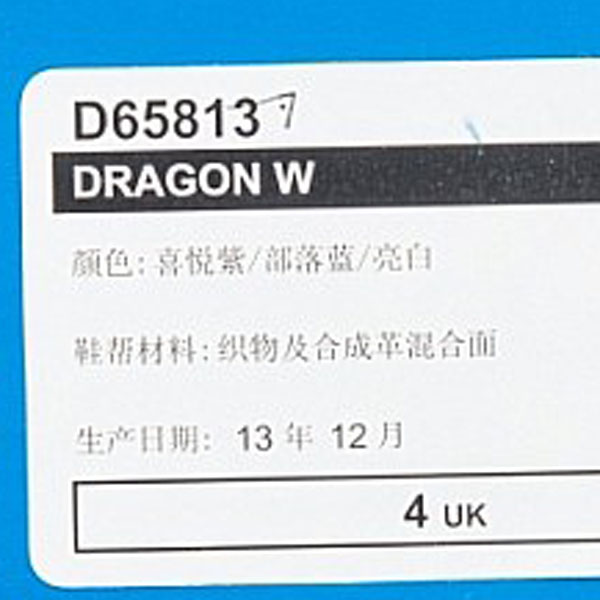 D65813
DRAGON W
顏色: 喜悦紫/部落蓝/亮白
鞋帮材料: 织物及合成革混合面
生产日期: 13 年 12 月
4 UK